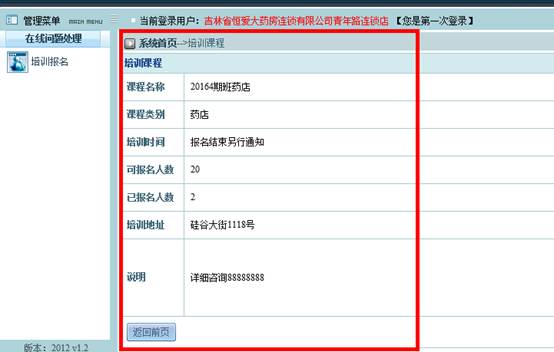 管理菜单 MAIN MENU 当前登录用户：吉林省恒爱大药房连锁有限公司青年路连锁店 【您是第一次登录】
在线问题处理
培训报名
系统首页-->培训课程
培训课程
课程名称 20164期班药店
课程类别 药店
培训时间 报名结束另行通知
可报名人数 20
已报名人数 2
培训地址 硅谷大街1118号
说明 详细咨询88888888
返回前页
版本：2012 v1.2